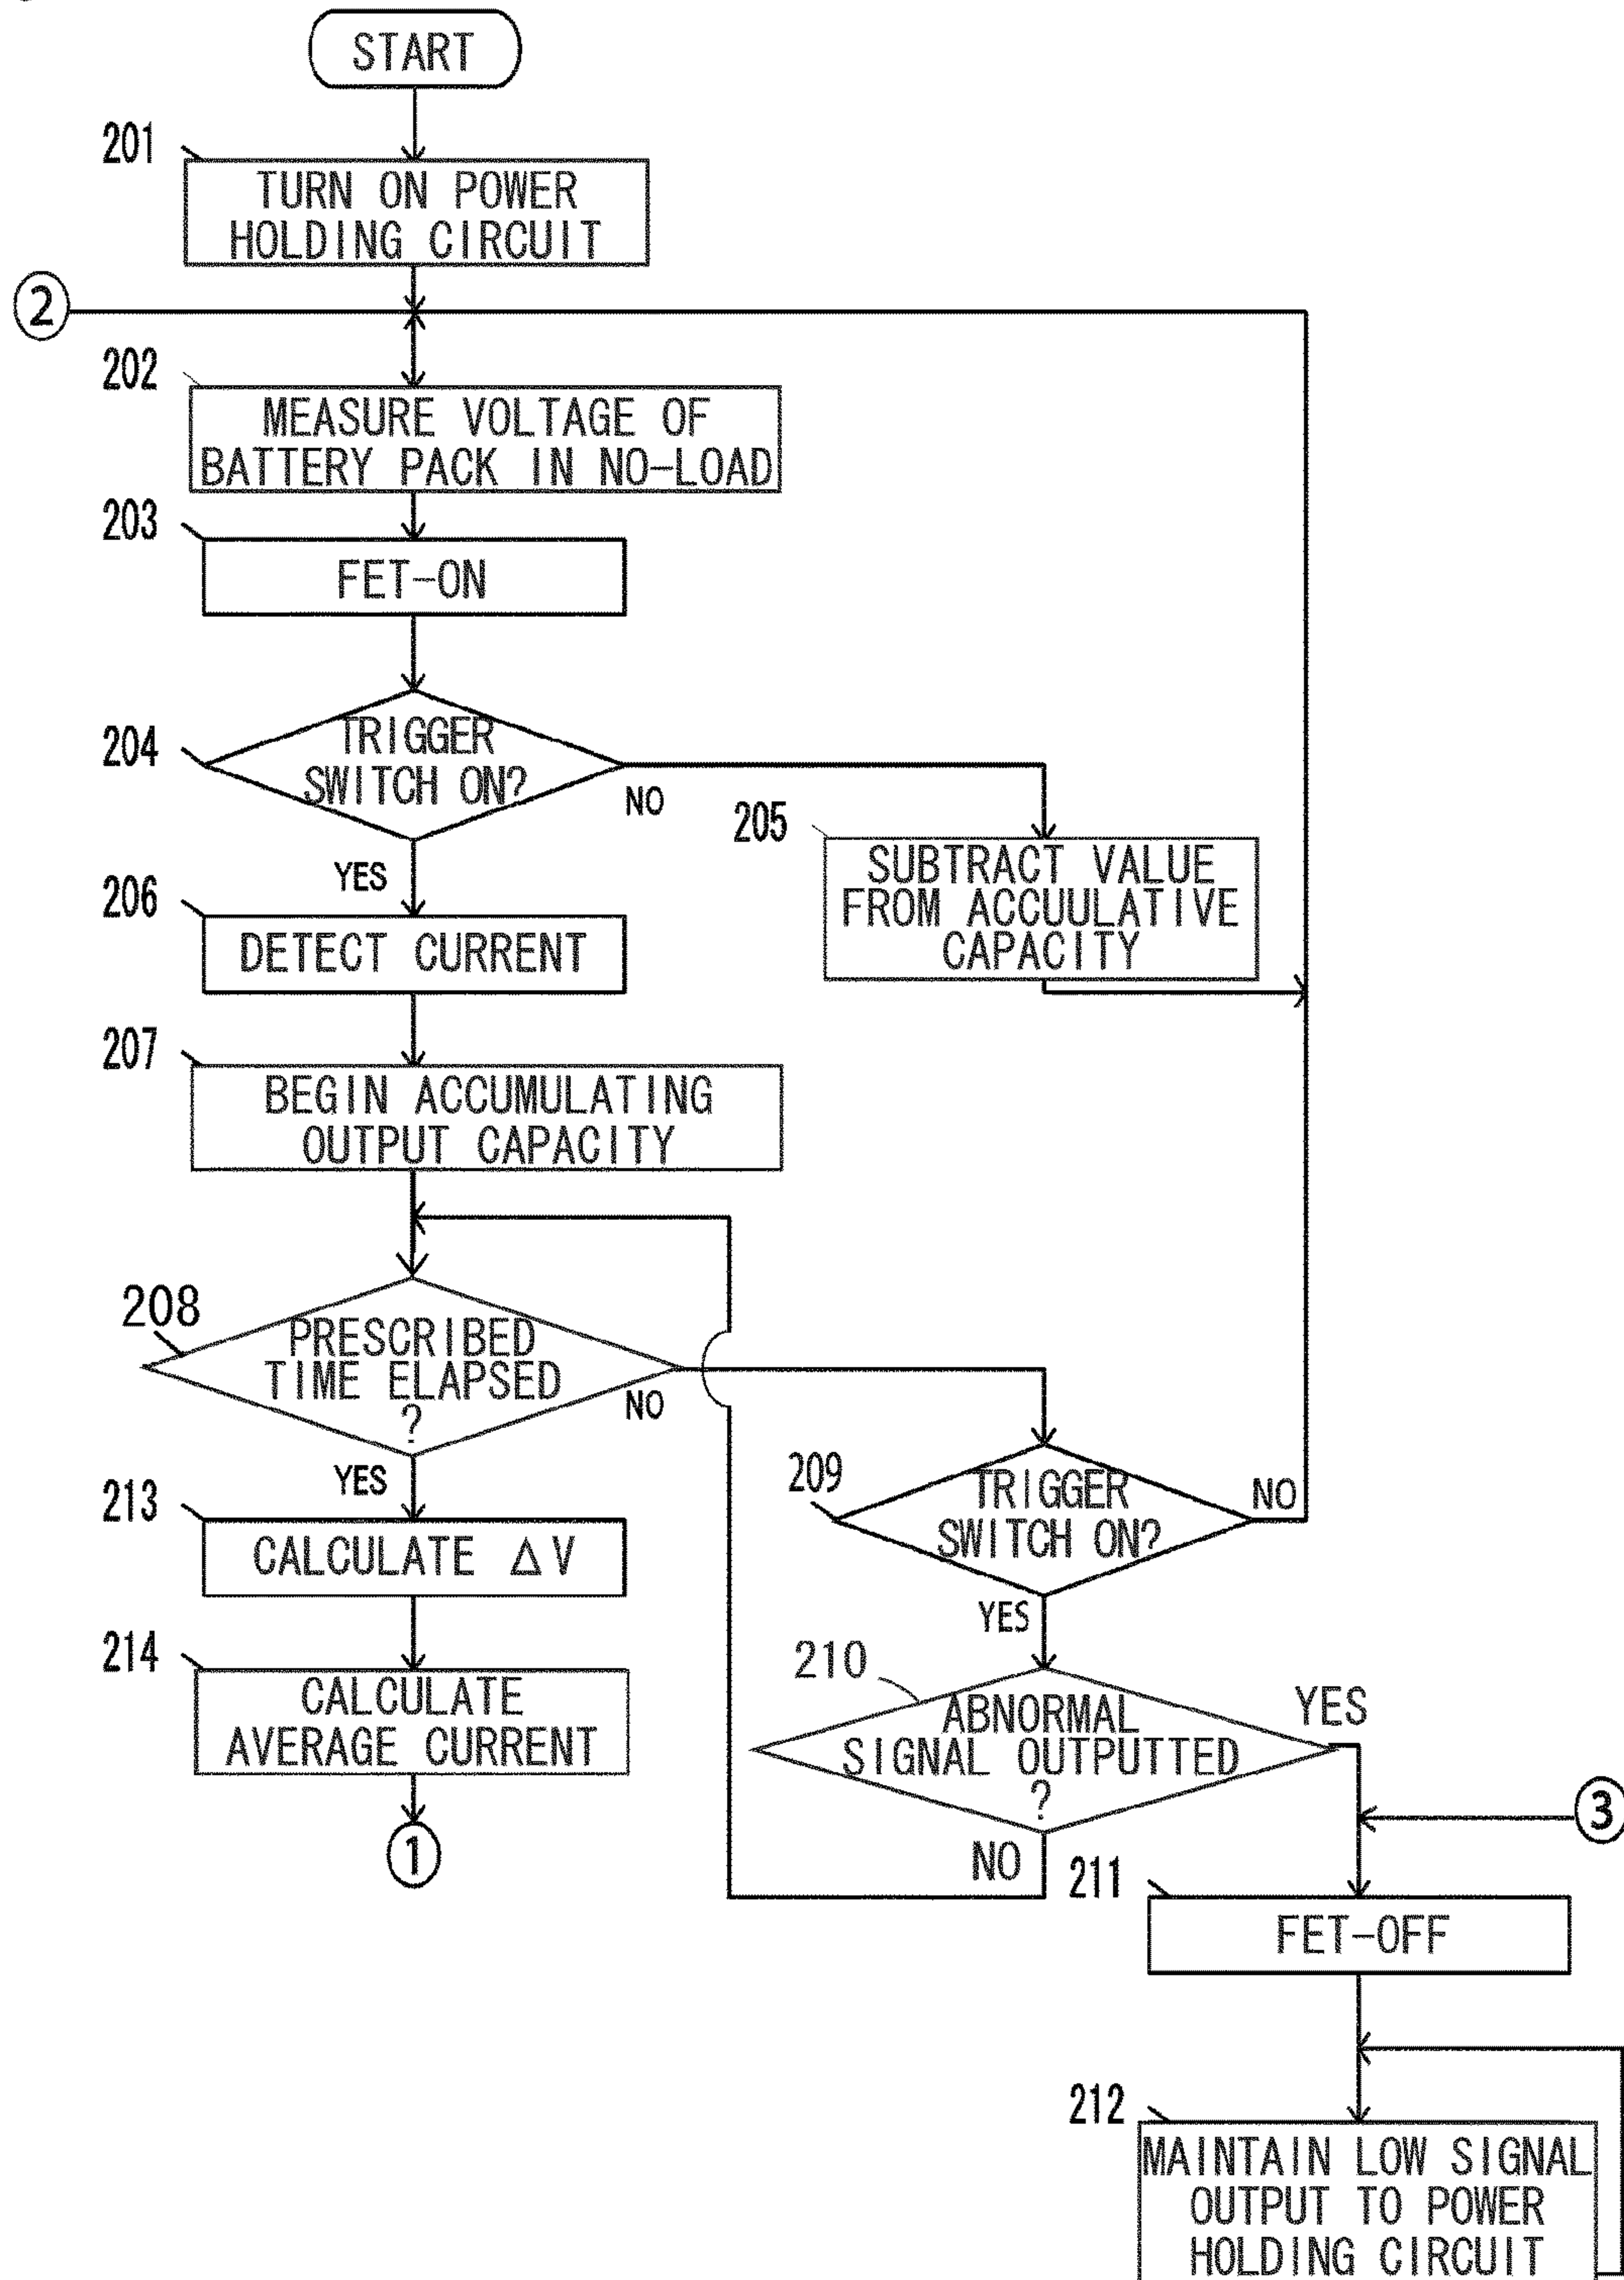 START
201
TURN ON POWER
HOLDING CIRCUIT
2
202
MEASURE VOLTAGE OF
BATTERY PACK IN NO-LOAD
203
FET-ON
204
TRIGGER
SWITCH ON?
NO
YES
205
SUBTRACT VALUE
FROM ACCUULATIVE
CAPACITY
206
DETECT CURRENT
207
BEGIN ACCUMULATING
OUTPUT CAPACITY
208
PRESCRIBED
TIME ELAPSED
?
NO
YES
209
TRIGGER
SWITCH ON?
NO
YES
213
CALCULATE ΔV
214
CALCULATE
AVERAGE CURRENT
1
210
ABNORMAL
SIGNAL OUTPUTTED
?
YES
NO
3
211
FET-OFF
212
MAINTAIN LOW SIGNAL
OUTPUT TO POWER
HOLDING CIRCUIT